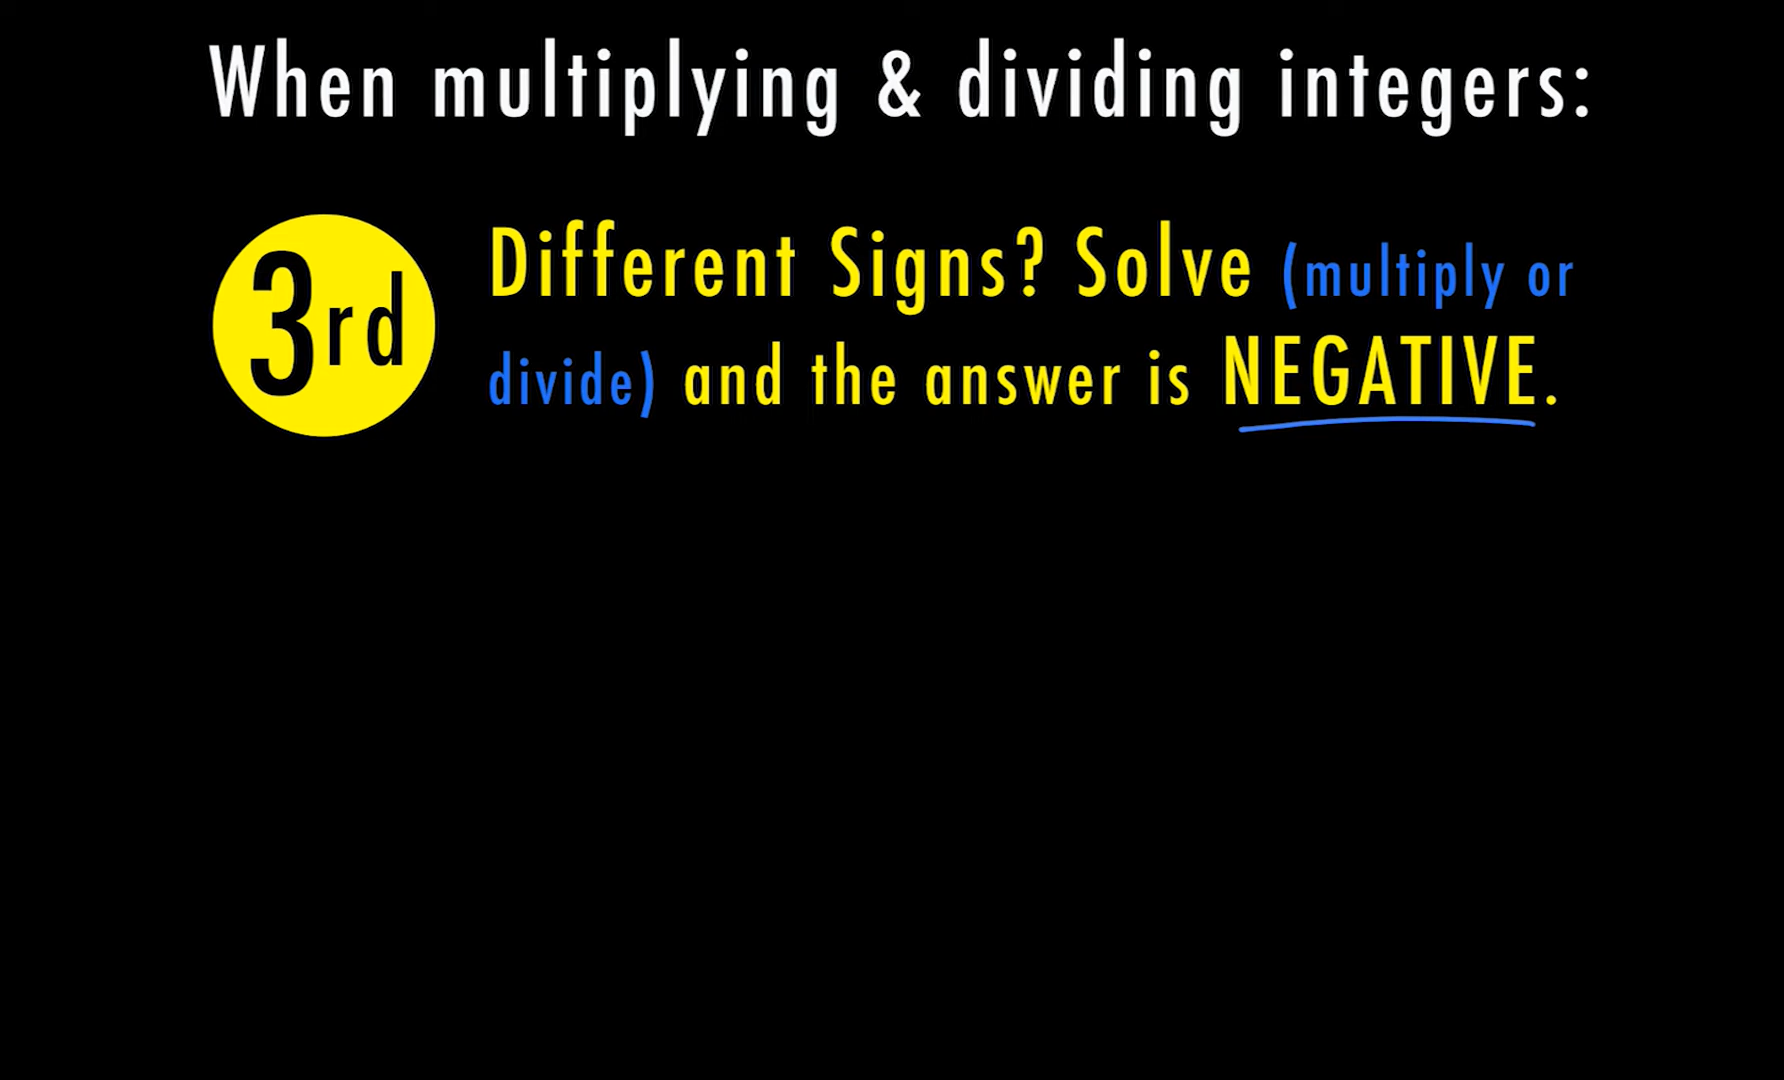 When multiplying & dividing integers:
3rd
Different Signs? Solve (multiply or
divide) and the answer is NEGATIVE.